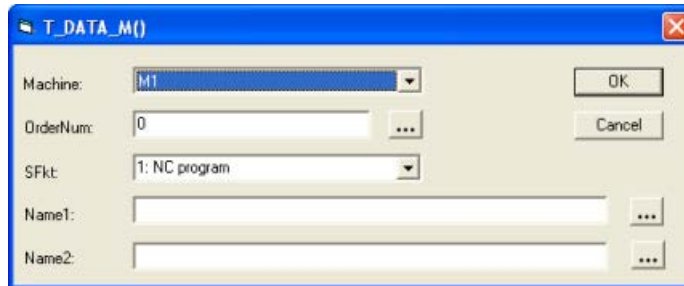 T_DATA_M()
Machine: M1 OK
OrderNum: 0 ... Cancel
SFkt: 1: NC program
Name1: ...
Name2: ...